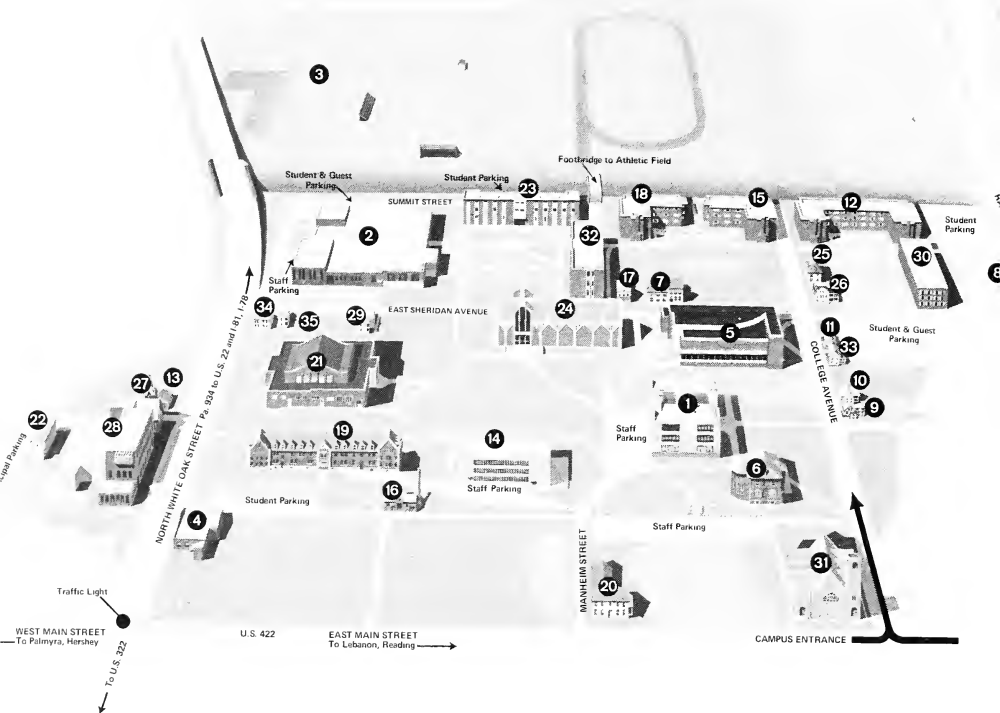 3
Footbridge to Athletic Field
Student & Guest
Parking
Student Parking
23
18
15
12
SUMMIT STREET
Student
Parking
2
32
25
30
26
8
Staff
Parking
17
7
34
35
29
EAST SHERIDAN AVENUE
24
5
11
33
Student & Guest
Parking
21
COLLEGE AVENUE
10
9
27
13
22
28
NORTH WHITE OAK STREET Pa. 934 to U.S. 22 and I-81, I-78
1
Staff
Parking
19
14
Staff Parking
6
Student Parking
16
4
Staff Parking
MANHEIM STREET
31
20
Traffic Light
WEST MAIN STREET
To Palmyra, Hershey
U.S. 422
EAST MAIN STREET
To Lebanon, Reading
CAMPUS ENTRANCE
To U.S. 322